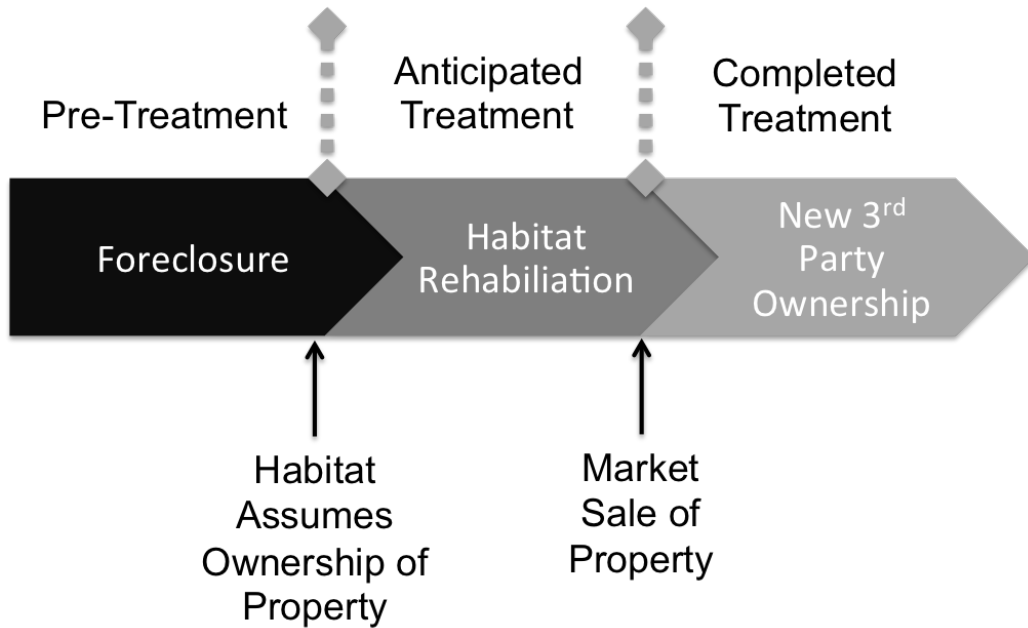 Pre-Treatment
Anticipated
Treatment
Completed
Treatment
Foreclosure
Habitat
Rehabiliation
New 3rd
Party
Ownership
Habitat
Assumes
Ownership of
Property
Market
Sale of
Property